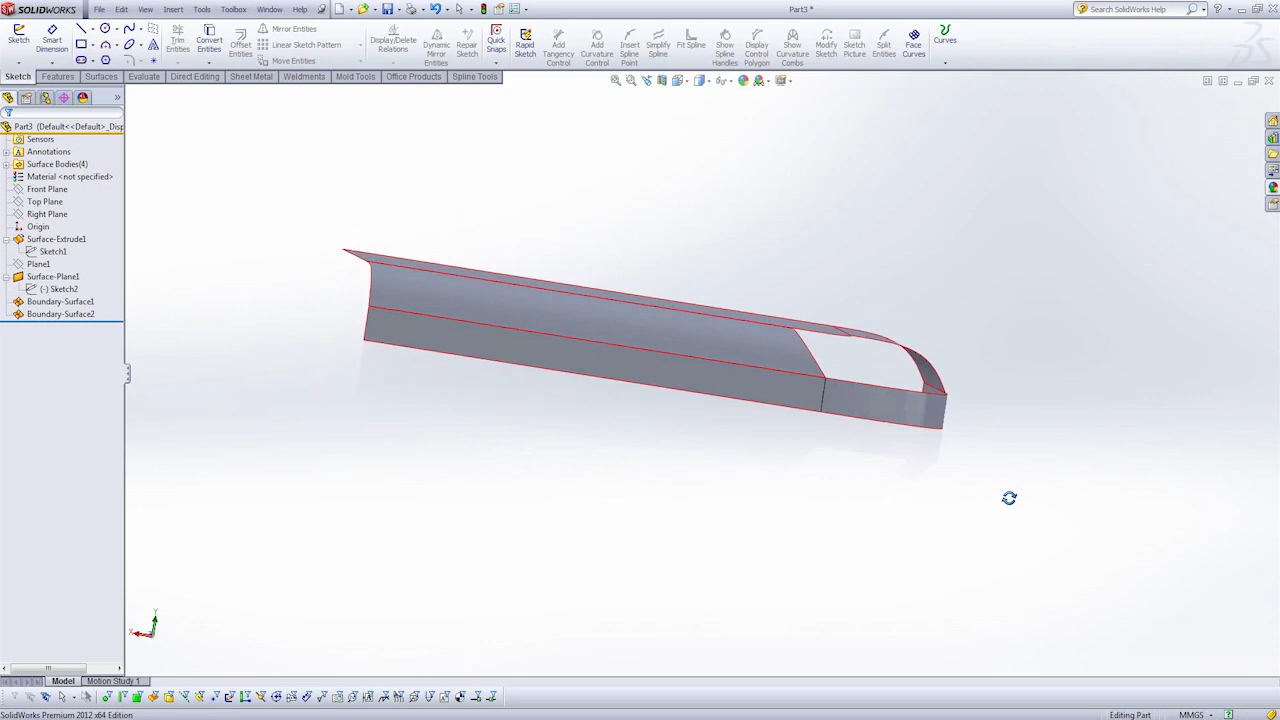 SOLIDWORKS File Edit View Insert Tools Toolbox Window Help Part3 * Search SolidWorks Help
Sketch Smart Dimension Trim Entities Convert Entities Offset Entities Mirror Entities Linear Sketch Pattern Move Entities Display/Delete Relations Dynamic Mirror Entities Repair Sketch Quick Snaps Rapid Sketch Add Tangency Control Add Curvature Control Insert Spline Point Simplify Spline Fit Spline Show Spline Handles Display Control Polygon Show Curvature Combs Modify Sketch Sketch Picture Split Entities Face Curves Curves
Sketch Features Surfaces Evaluate Direct Editing Sheet Metal Weldments Mold Tools Office Products Spline Tools
Part3 (Default<<Default>_Disp
Sensors
Annotations
Surface Bodies(4)
Material <not specified>
Front Plane
Top Plane
Right Plane
Origin
Surface-Extrude1
Sketch1
Plane1
Surface-Plane1
(-) Sketch2
Boundary-Surface1
Boundary-Surface2
Y
X
Model Motion Study 1
SolidWorks Premium 2012 x64 Edition Editing Part MMGS